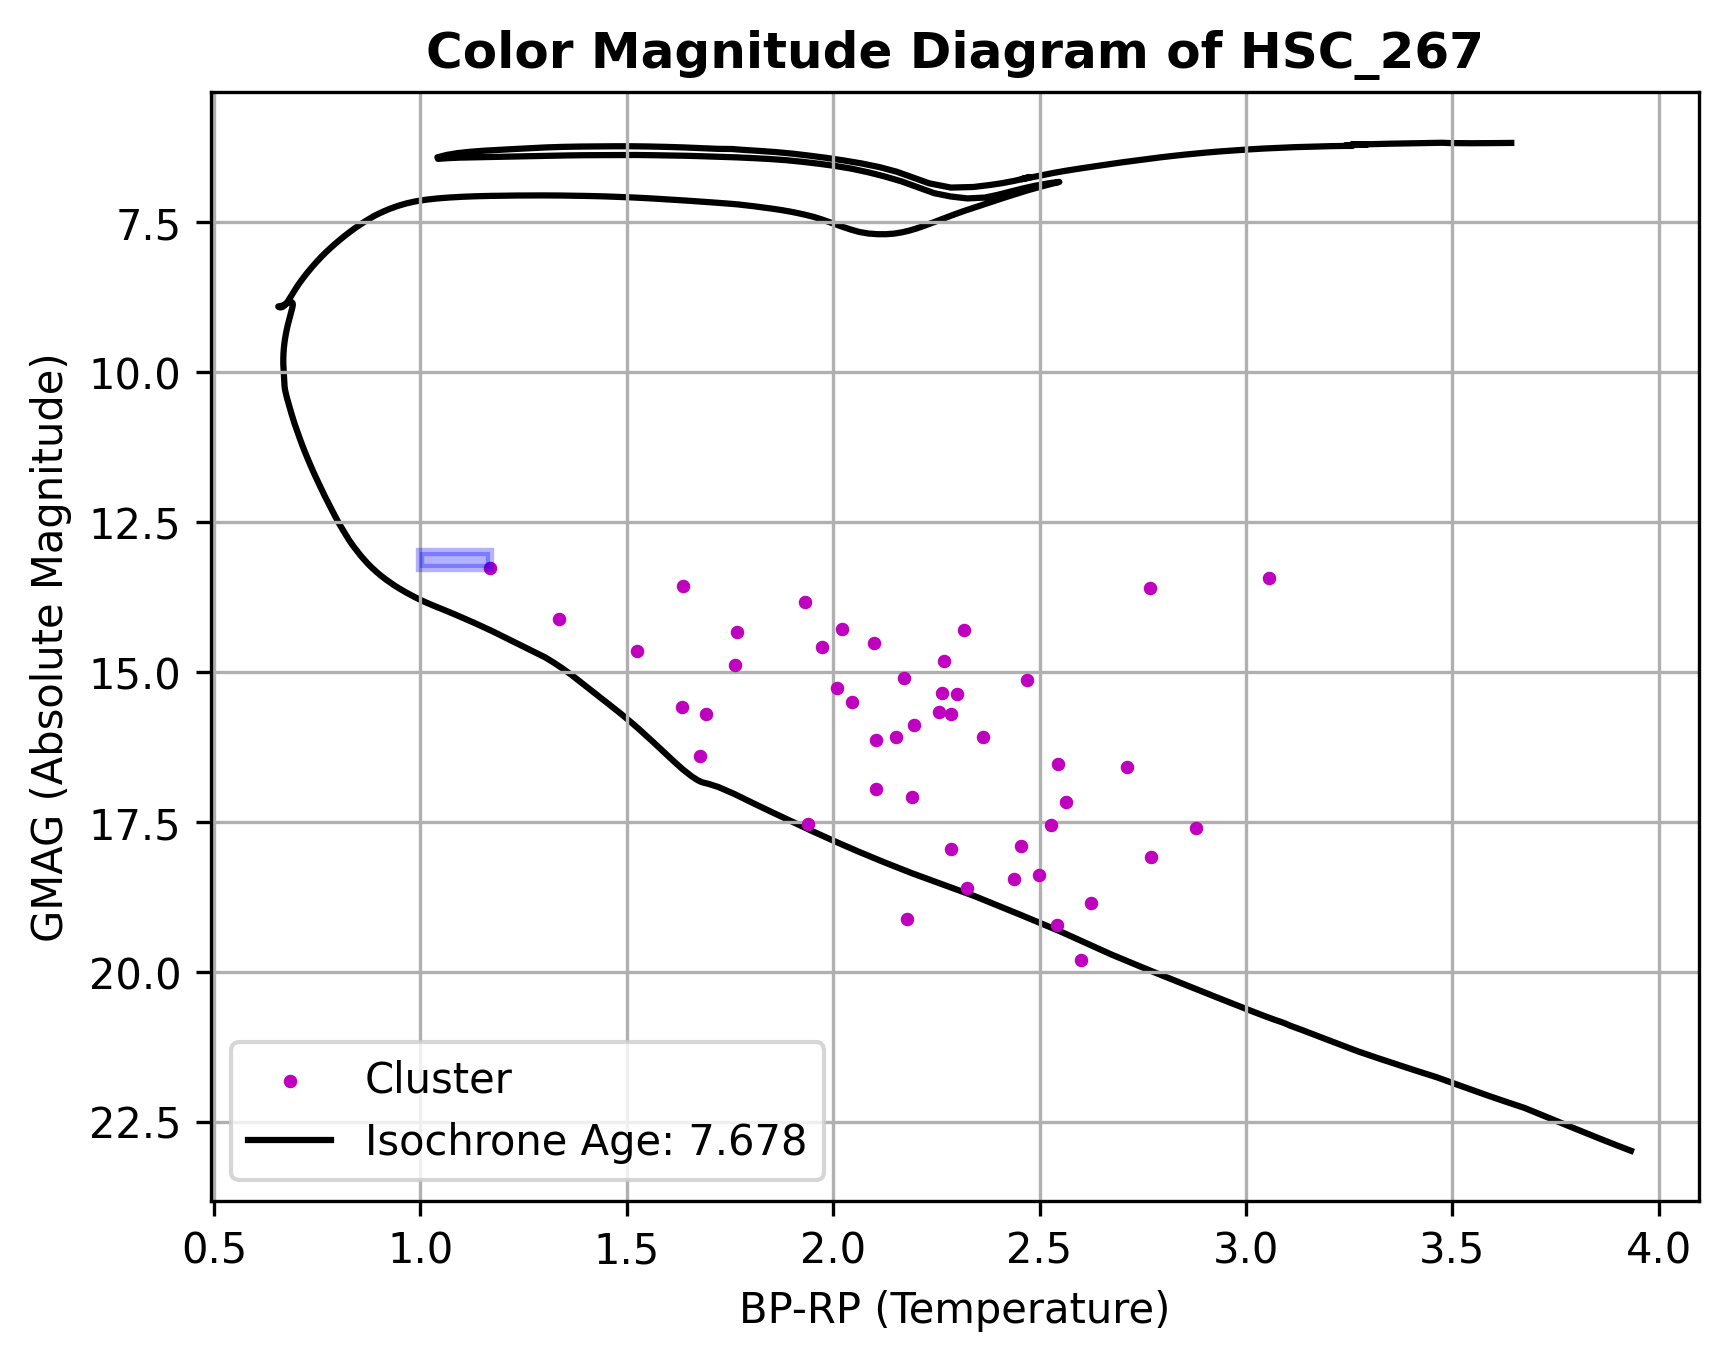 Color Magnitude Diagram of HSC_267
GMAG (Absolute Magnitude)
7.5
10.0
12.5
15.0
17.5
20.0
22.5
Cluster
Isochrone Age: 7.678
0.5 1.0 1.5 2.0 2.5 3.0 3.5 4.0
BP-RP (Temperature)